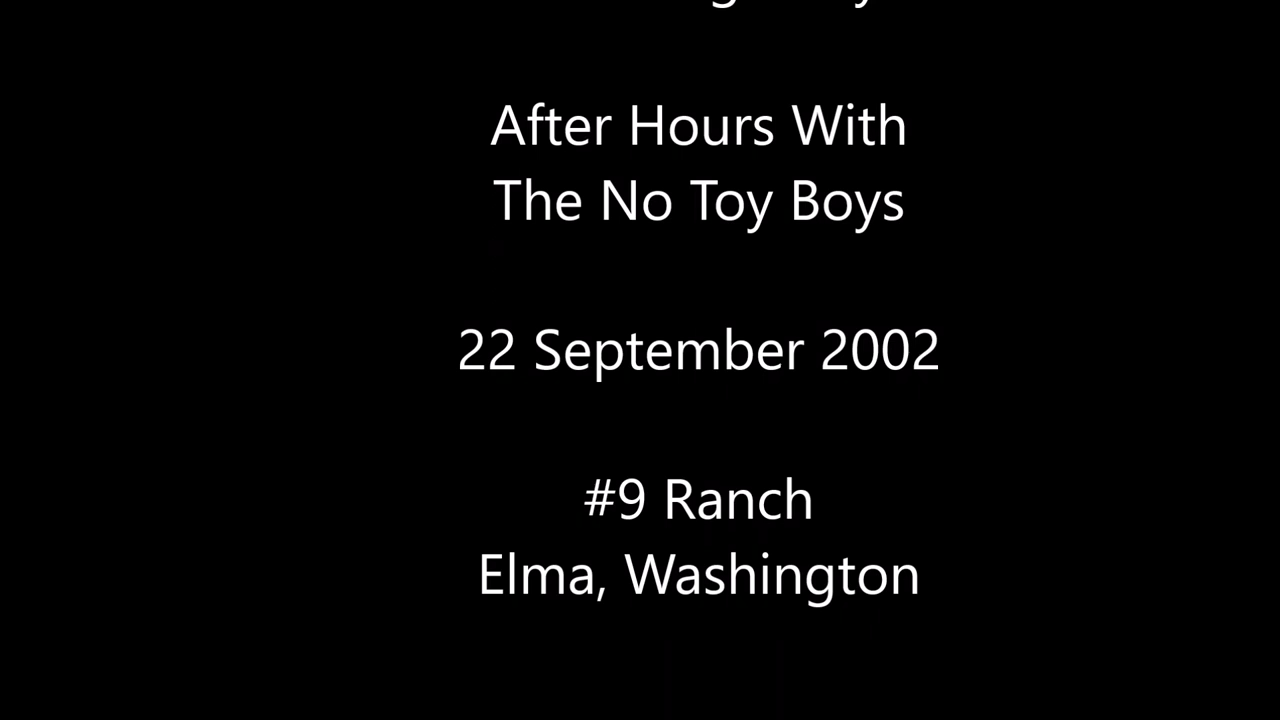 After Hours With
The No Toy Boys
22 September 2002
#9 Ranch
Elma, Washington